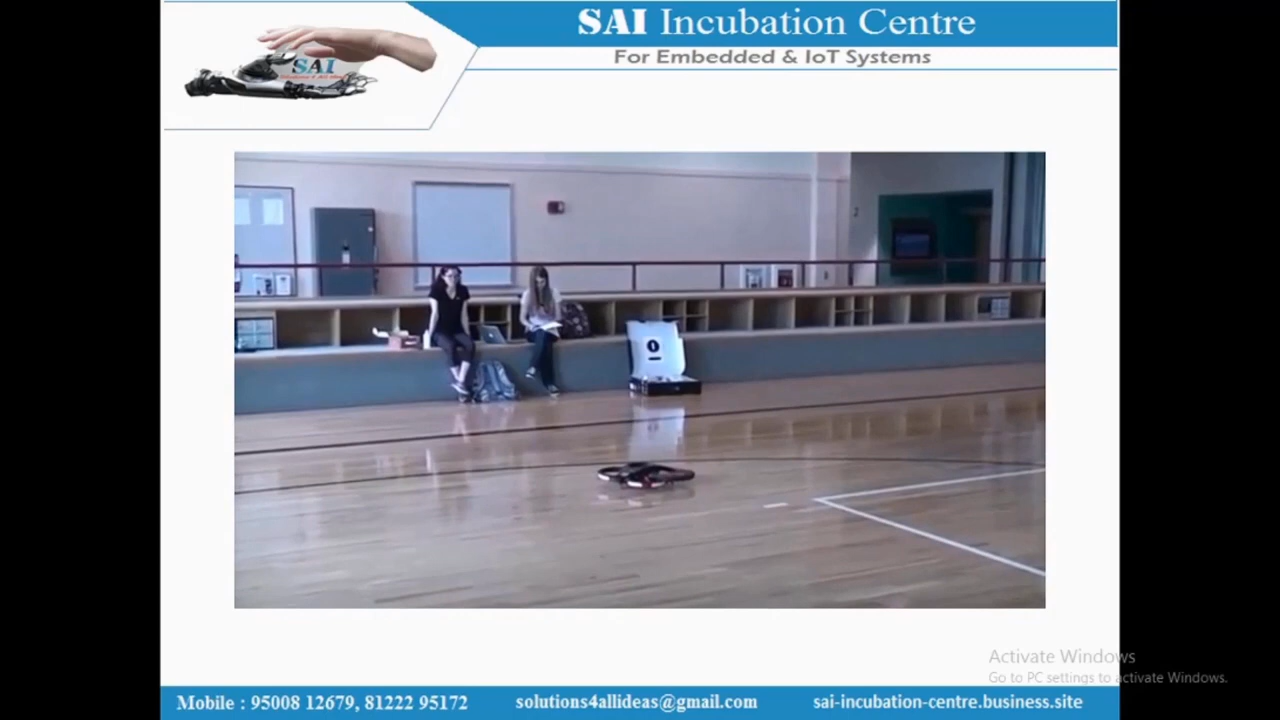 SAI Incubation Centre
For Embedded & IoT Systems
SAI
Activate Windows
Go to PC settings to activate Windows.
Mobile : 95008 12679, 81222 95172
solutions4allideas@gmail.com
sai-incubation-centre.business.site